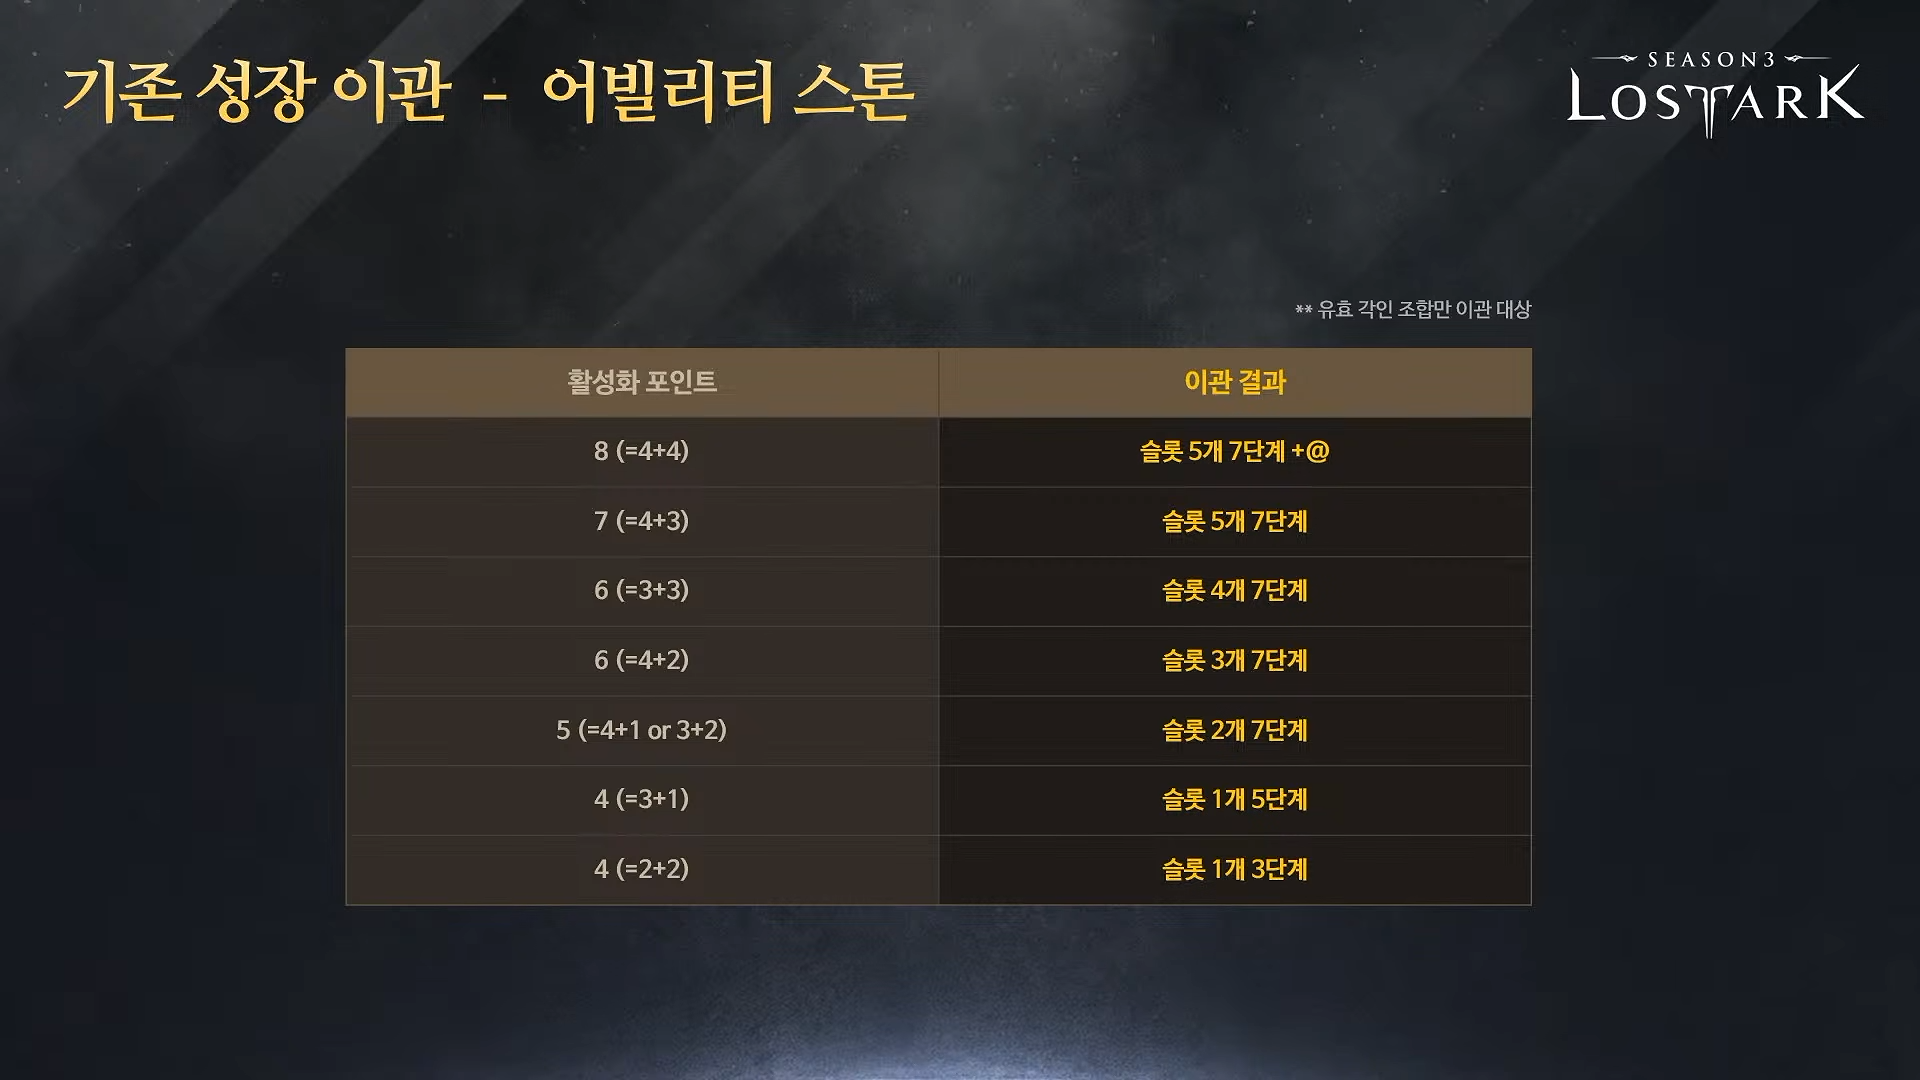 기존 성장 이관 - 어빌리티 스톤
SEASON3
LOSTARK
** 유효 각인 조합만 이관 대상
활성화 포인트 이관 결과
8 (=4+4) 슬롯 5개 7단계 +@
7 (=4+3) 슬롯 5개 7단계
6 (=3+3) 슬롯 4개 7단계
6 (=4+2) 슬롯 3개 7단계
5 (=4+1 or 3+2) 슬롯 2개 7단계
4 (=3+1) 슬롯 1개 5단계
4 (=2+2) 슬롯 1개 3단계